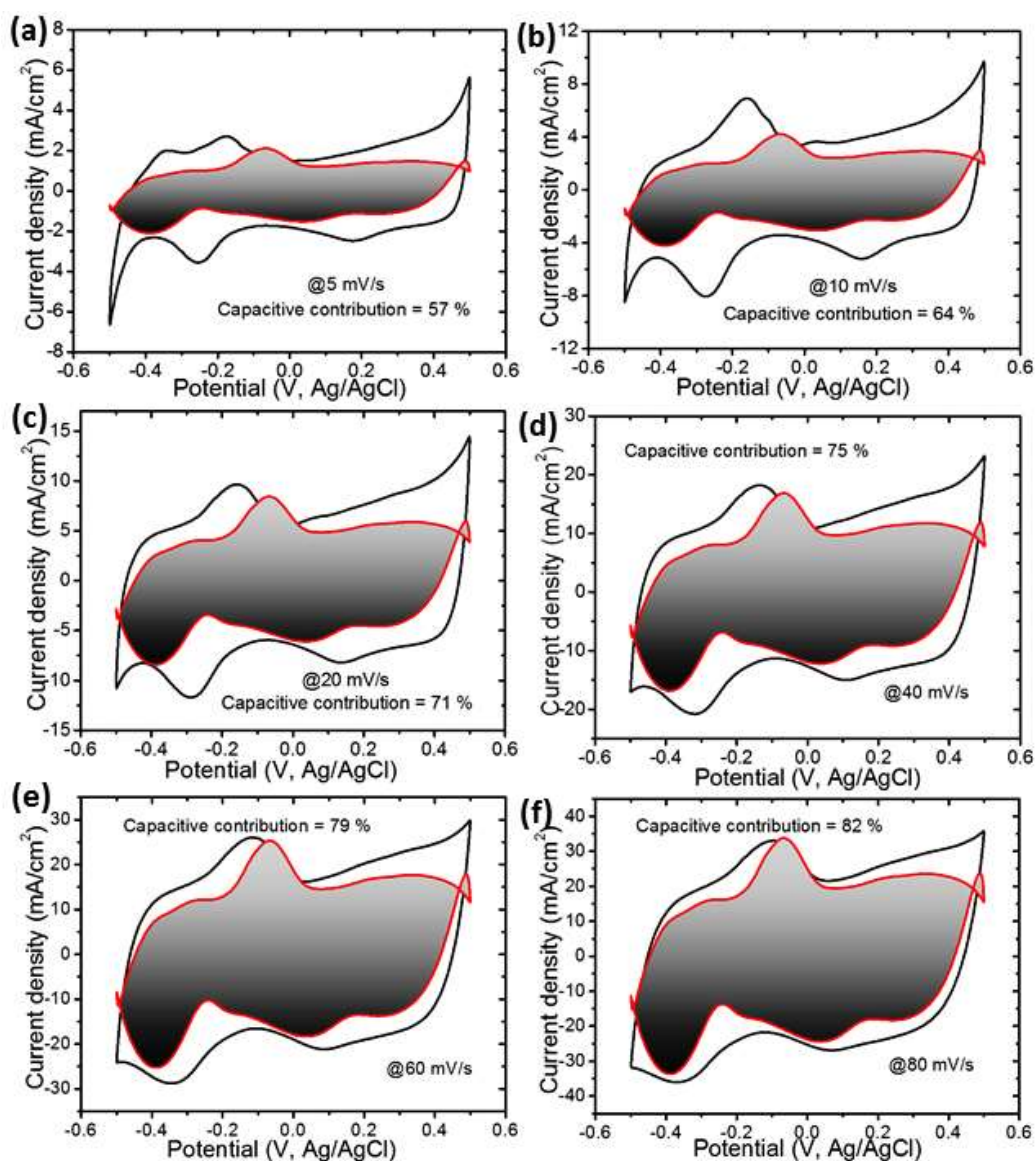 (a)
8
6
4
2
0
-2
-4
-6
-8
Current density (mA/cm²)
@5 mV/s
Capacitive contribution = 57 %
-0.6 -0.4 -0.2 0.0 0.2 0.4 0.6
Potential (V, Ag/AgCl)
(b)
12
8
4
0
-4
-8
-12
Current density (mA/cm²)
@10 mV/s
Capacitive contribution = 64 %
-0.6 -0.4 -0.2 0.0 0.2 0.4 0.6
Potential (V, Ag/AgCl)
(c)
15
10
5
0
-5
-10
-15
Current density (mA/cm²)
@20 mV/s
Capacitive contribution = 71 %
-0.6 -0.4 -0.2 0.0 0.2 0.4 0.6
Potential (V, Ag/AgCl)
(d)
30
20
10
0
-10
-20
Current density (mA/cm²)
Capacitive contribution = 75 %
@40 mV/s
-0.6 -0.4 -0.2 0.0 0.2 0.4 0.6
Potential (V, Ag/AgCl)
(e)
30
20
10
0
-10
-20
-30
Current density (mA/cm²)
Capacitive contribution = 79 %
@60 mV/s
-0.6 -0.4 -0.2 0.0 0.2 0.4 0.6
Potential (V, Ag/AgCl)
(f)
40
30
20
10
0
-10
-20
-30
-40
Current density (mA/cm²)
Capacitive contribution = 82 %
@80 mV/s
-0.6 -0.4 -0.2 0.0 0.2 0.4 0.6
Potential (V, Ag/AgCl)